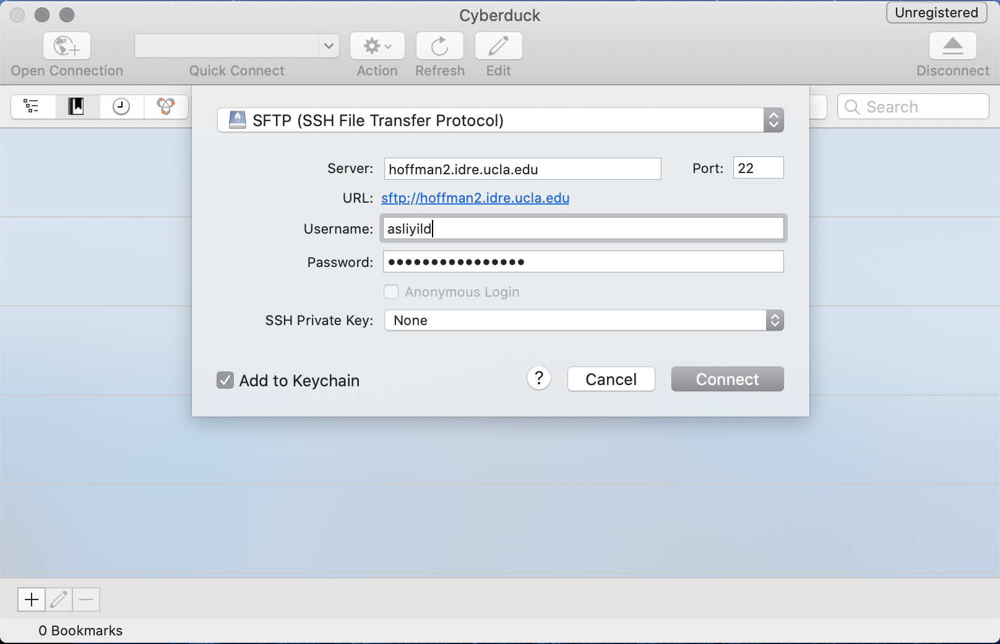 Cyberduck
Unregistered
Open Connection
Quick Connect
Action
Refresh
Edit
Disconnect
Search
SFTP (SSH File Transfer Protocol)
Server: hoffman2.idre.ucla.edu Port: 22
URL: sftp://hoffman2.idre.ucla.edu
Username: asliyild
Password: ••••••••••••••••
Anonymous Login
SSH Private Key: None
Add to Keychain ? Cancel Connect
0 Bookmarks